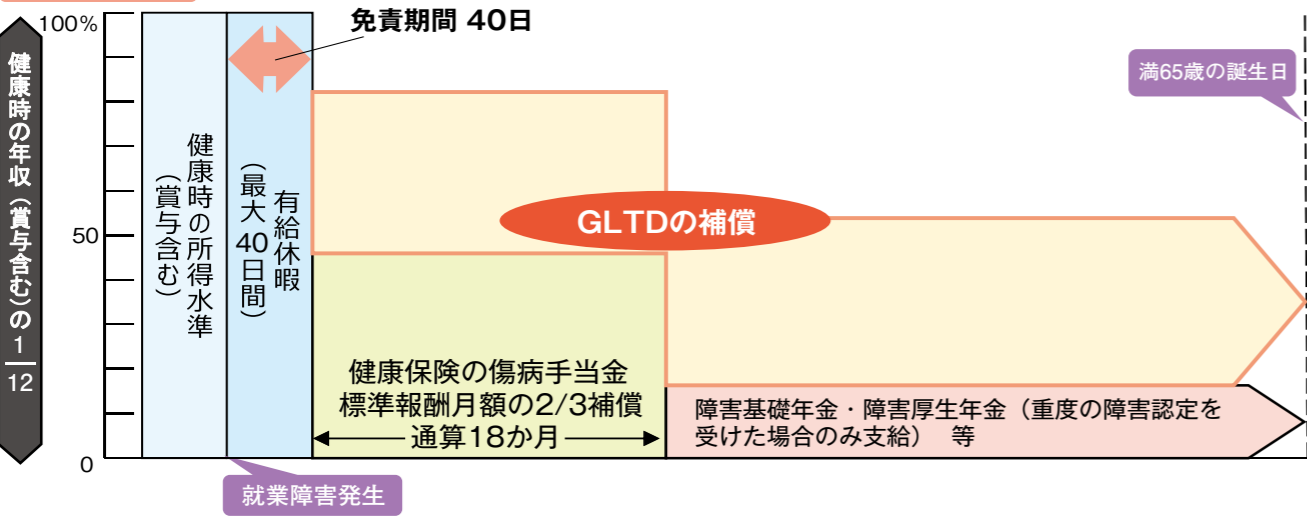 免責期間 40日
100%
50
0
健康時の年収（賞与含む）の1/12
健康時の所得水準
（賞与含む）
有給休暇
（最大40日間）
満65歳の誕生日
GLTDの補償
健康保険の傷病手当金
標準報酬月額の2/3補償
通算18か月
障害基礎年金・障害厚生年金（重度の障害認定を
受けた場合のみ支給）　等
就業障害発生